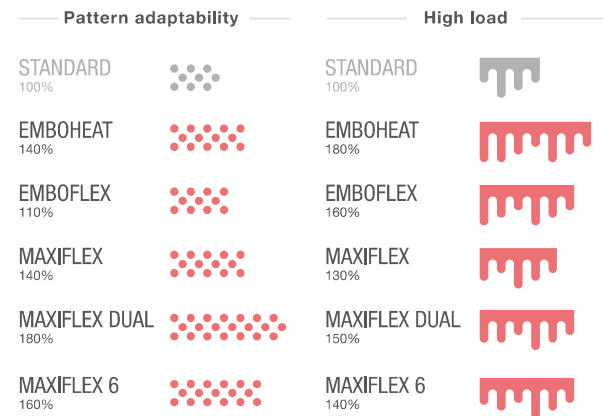 Pattern adaptability
STANDARD
100%
EMBOHEAT
140%
EMBOFLEX
110%
MAXIFLEX
140%
MAXIFLEX DUAL
180%
MAXIFLEX 6
160%
High load
STANDARD
100%
EMBOHEAT
180%
EMBOFLEX
160%
MAXIFLEX
130%
MAXIFLEX DUAL
150%
MAXIFLEX 6
140%